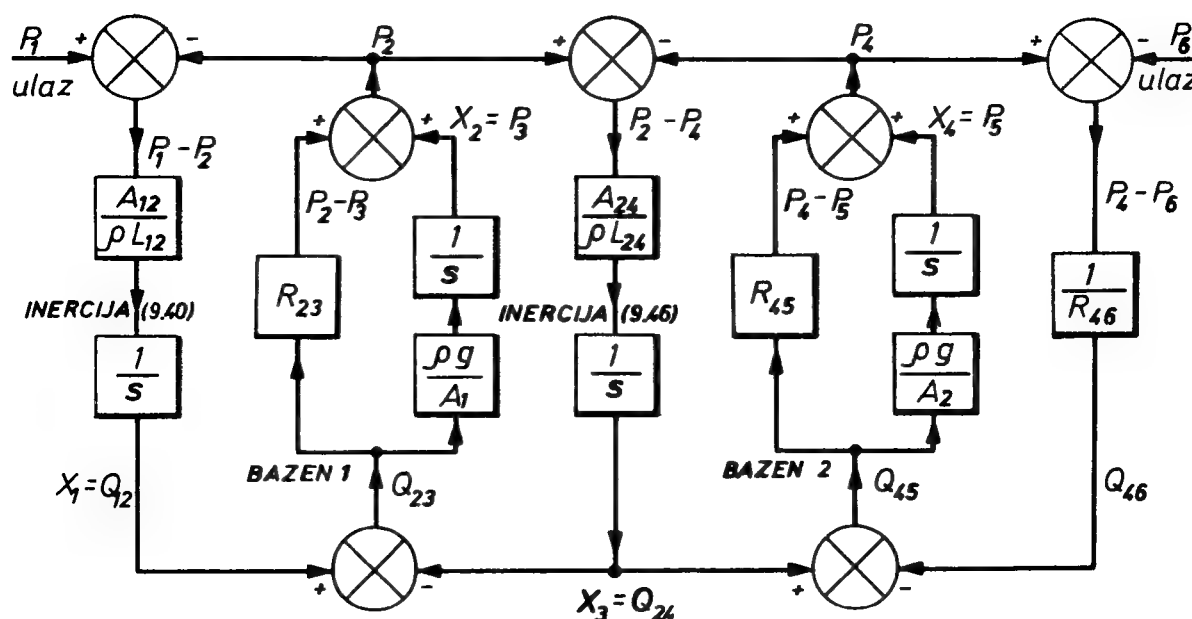 P₁ + - P₂ + - P₄ + - P₆
ulaz ulaz
+ + X₂ = P₃ + + X₄ = P₅
P₁ - P₂ P₂ - P₄ P₄ - P₆
P₂ - P₃ P₄ - P₅
A₁₂ / ρL₁₂
A₂₄ / ρL₂₄
1 / s
1 / s
R₂₃
R₄₅
1 / R₄₆
INERCIJA (9.40) INERCIJA (9.46)
1 / s
ρg / A₁
1 / s
ρg / A₂
BAZEN 1 BAZEN 2
X₁ = Q₁₂ Q₂₃ Q₄₅ Q₄₆
+ - + -
X₃ = Q₂₄